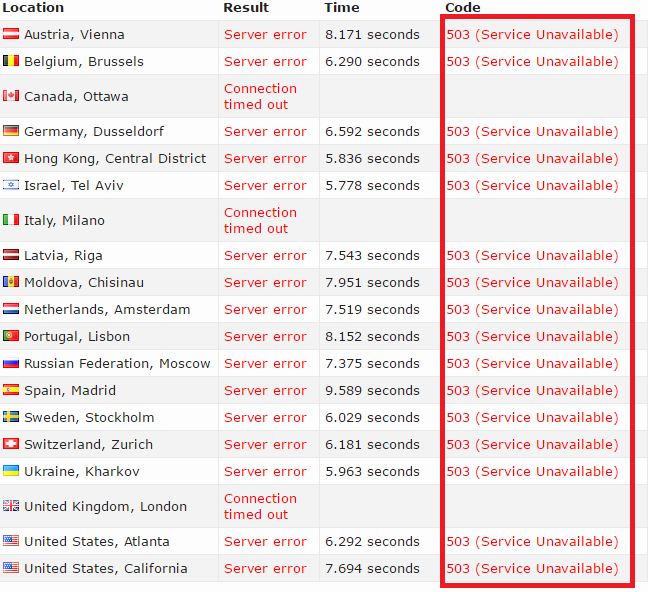 Location Result Time Code
Austria, Vienna Server error 8.171 seconds 503 (Service Unavailable)
Belgium, Brussels Server error 6.290 seconds 503 (Service Unavailable)
Canada, Ottawa Connection
timed out
Germany, Dusseldorf Server error 6.592 seconds 503 (Service Unavailable)
Hong Kong, Central District Server error 5.836 seconds 503 (Service Unavailable)
Israel, Tel Aviv Server error 5.778 seconds 503 (Service Unavailable)
Italy, Milano Connection
timed out
Latvia, Riga Server error 7.543 seconds 503 (Service Unavailable)
Moldova, Chisinau Server error 7.951 seconds 503 (Service Unavailable)
Netherlands, Amsterdam Server error 7.519 seconds 503 (Service Unavailable)
Portugal, Lisbon Server error 8.152 seconds 503 (Service Unavailable)
Russian Federation, Moscow Server error 7.375 seconds 503 (Service Unavailable)
Spain, Madrid Server error 9.589 seconds 503 (Service Unavailable)
Sweden, Stockholm Server error 6.029 seconds 503 (Service Unavailable)
Switzerland, Zurich Server error 6.181 seconds 503 (Service Unavailable)
Ukraine, Kharkov Server error 5.963 seconds 503 (Service Unavailable)
United Kingdom, London Connection
timed out
United States, Atlanta Server error 6.292 seconds 503 (Service Unavailable)
United States, California Server error 7.694 seconds 503 (Service Unavailable)